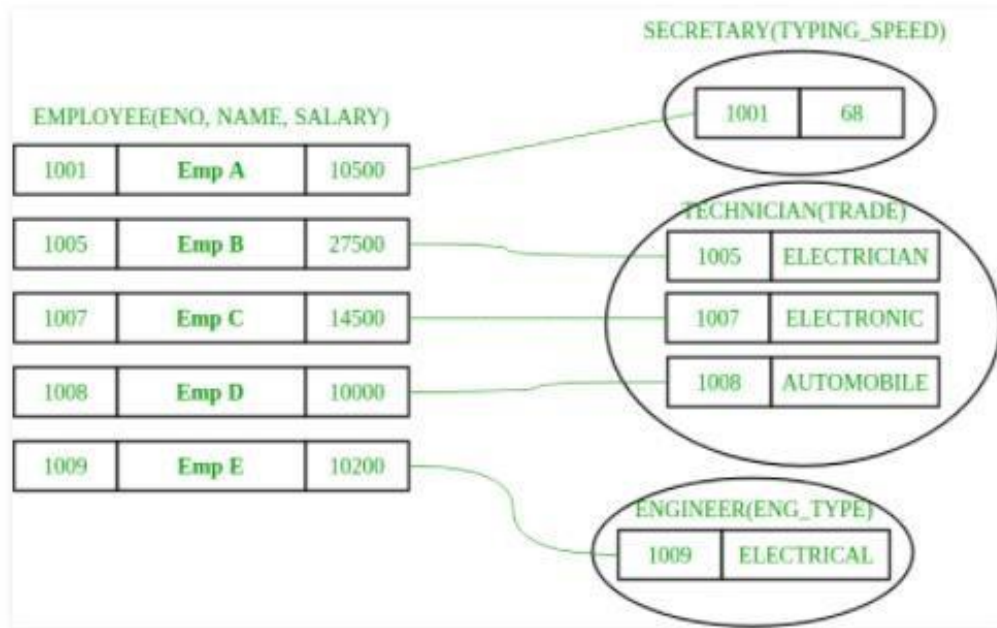 SECRETARY(TYPING_SPEED)
1001 68
EMPLOYEE(ENO, NAME, SALARY)
1001 Emp A 10500
1005 Emp B 27500
1007 Emp C 14500
1008 Emp D 10000
1009 Emp E 10200
TECHNICIAN(TRADE)
1005 ELECTRICIAN
1007 ELECTRONIC
1008 AUTOMOBILE
ENGINEER(ENG_TYPE)
1009 ELECTRICAL